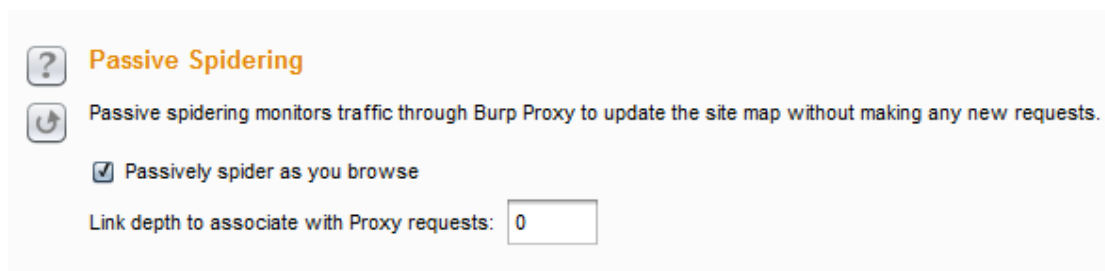 ?
Passive Spidering
Passive spidering monitors traffic through Burp Proxy to update the site map without making any new requests.
Passively spider as you browse
Link depth to associate with Proxy requests: 0